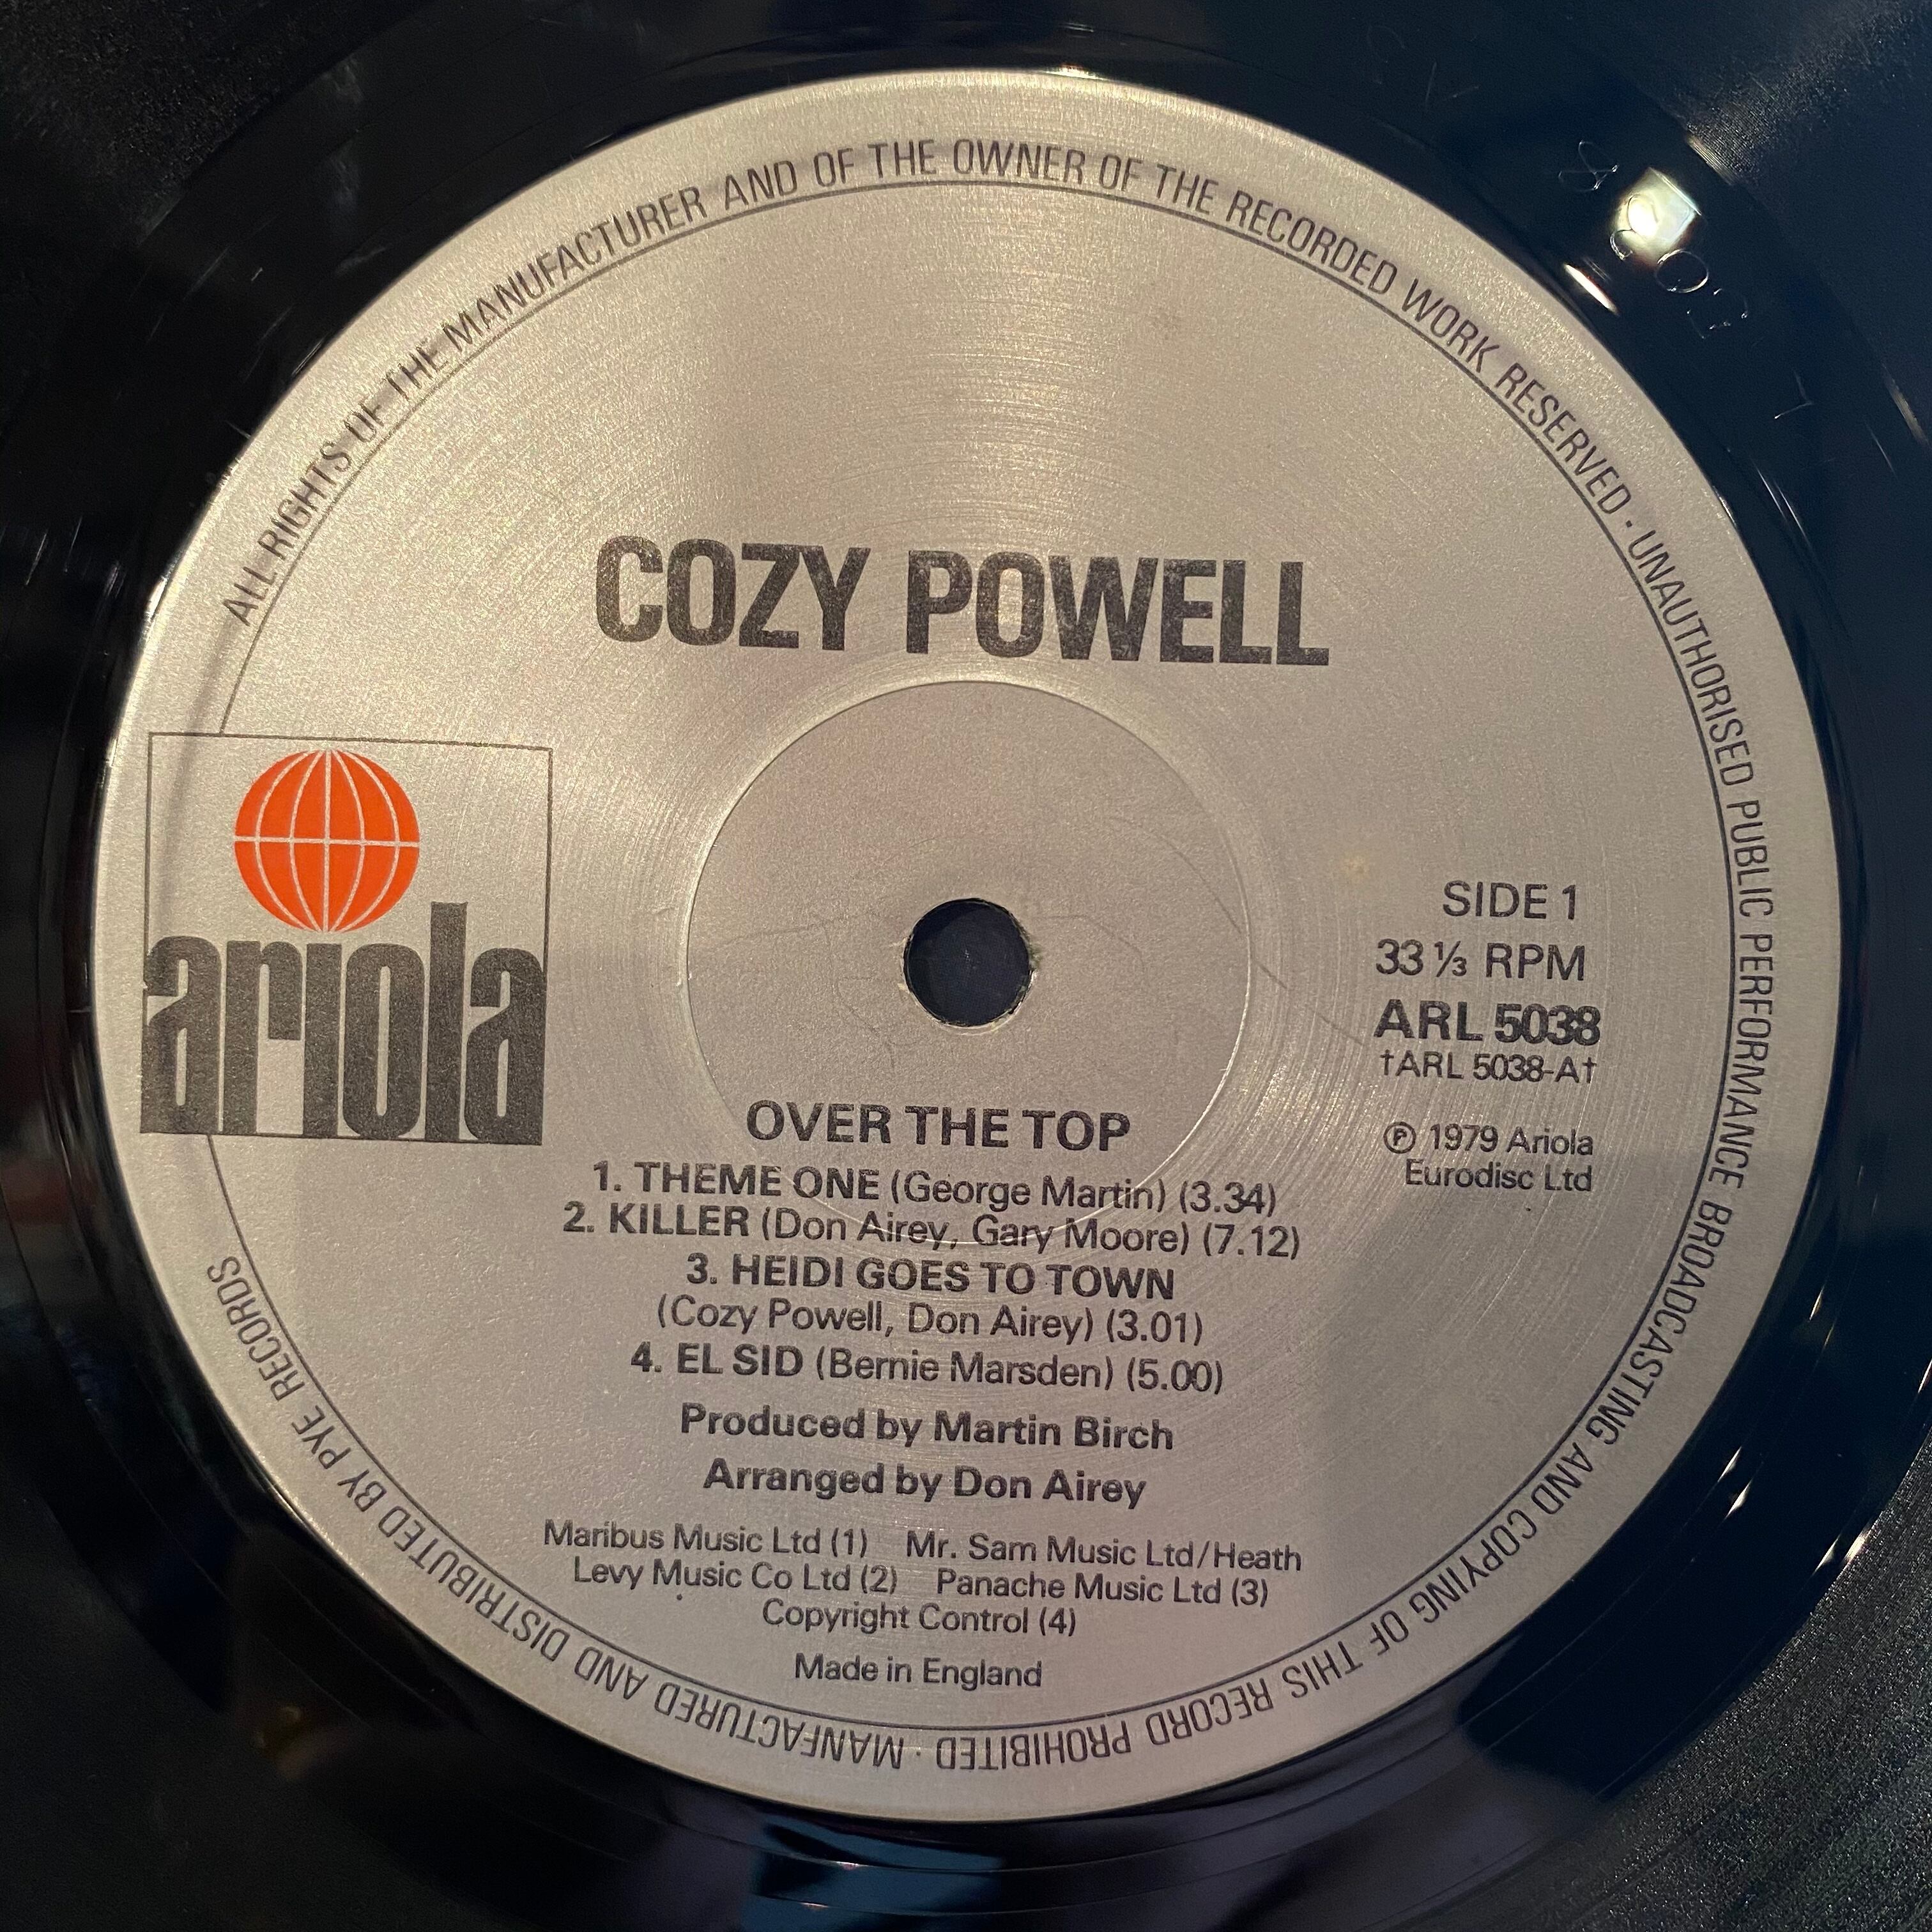 ALL RIGHTS OF THE MANUFACTURER AND OF THE OWNER OF THE RECORDED WORK RESERVED · UNAUTHORISED PUBLIC PERFORMANCE BROADCASTING AND COPYING OF THIS RECORD PROHIBITED · MANFACTURED AND DISTRIBUTED BY PYE RECORDS
COZY POWELL
ariola
SIDE 1
33 ⅓ RPM
ARL 5038
†ARL 5038-A†
℗ 1979 Ariola
Eurodisc Ltd
OVER THE TOP
1. THEME ONE (George Martin) (3.34)
2. KILLER (Don Airey, Gary Moore) (7.12)
3. HEIDI GOES TO TOWN
(Cozy Powell, Don Airey) (3.01)
4. EL SID (Bernie Marsden) (5.00)
Produced by Martin Birch
Arranged by Don Airey
Maribus Music Ltd (1) Mr. Sam Music Ltd/Heath
Levy Music Co Ltd (2) Panache Music Ltd (3)
Copyright Control (4)
Made in England